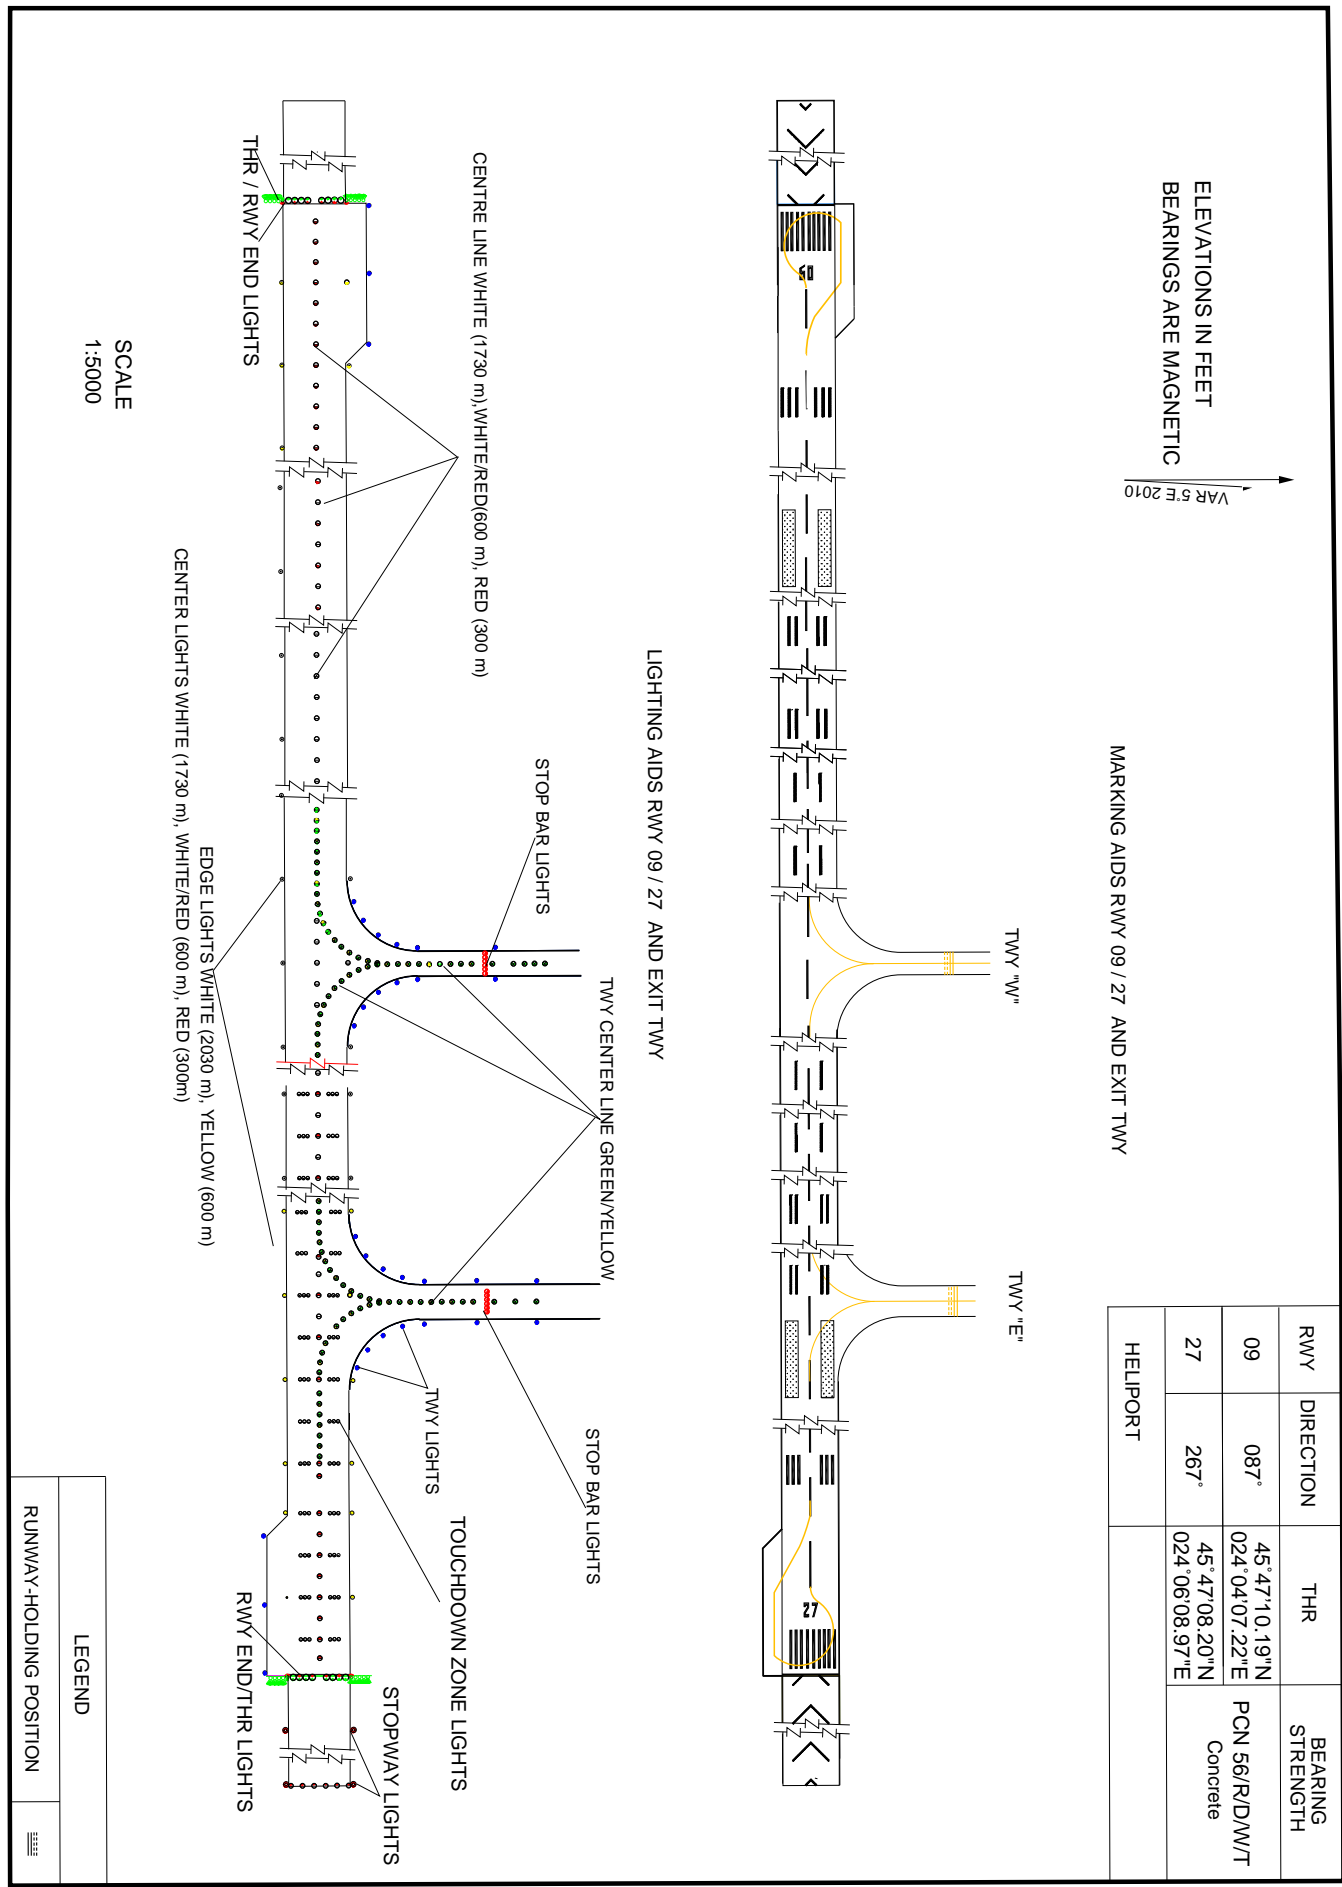 ELEVATIONS IN FEET
BEARINGS ARE MAGNETIC
VAR 5°E 2010
RWY DIRECTION THR BEARING STRENGTH
09 087° 45°47'10.19"N
024°04'07.22"E
27 267° 45°47'08.20"N
024°06'08.97"E
PCN 56/R/D/W/T
Concrete
HELIPORT
MARKING AIDS RWY 09 / 27 AND EXIT TWY
TWY "W"
TWY "E"
09
27
LIGHTING AIDS RWY 09 / 27 AND EXIT TWY
STOP BAR LIGHTS
TWY CENTER LINE GREEN/YELLOW
STOP BAR LIGHTS
CENTRE LINE WHITE (1730 m),WHITE/RED(600 m), RED (300 m)
TWY LIGHTS
TOUCHDOWN ZONE LIGHTS
STOPWAY LIGHTS
THR / RWY END LIGHTS
RWY END/THR LIGHTS
EDGE LIGHTS WHITE (2030 m), YELLOW (600 m)
CENTER LIGHTS WHITE (1730 m), WHITE/RED (600 m), RED (300m)
SCALE
1:5000
LEGEND
RUNWAY-HOLDING POSITION